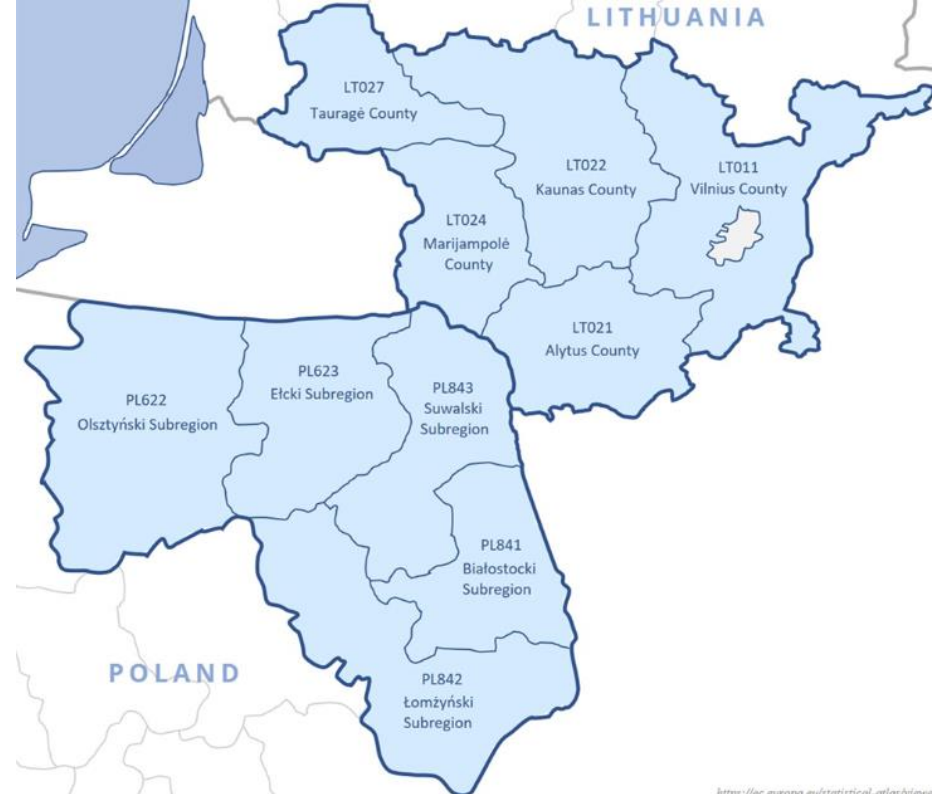 LITHUANIA
LT027
Tauragė County
LT022
Kaunas County
LT011
Vilnius County
LT024
Marijampolė
County
LT021
Alytus County
PL622
Olsztyński Subregion
PL623
Ełcki Subregion
PL843
Suwalski
Subregion
PL841
Białostocki
Subregion
POLAND
PL842
Łomżyński
Subregion